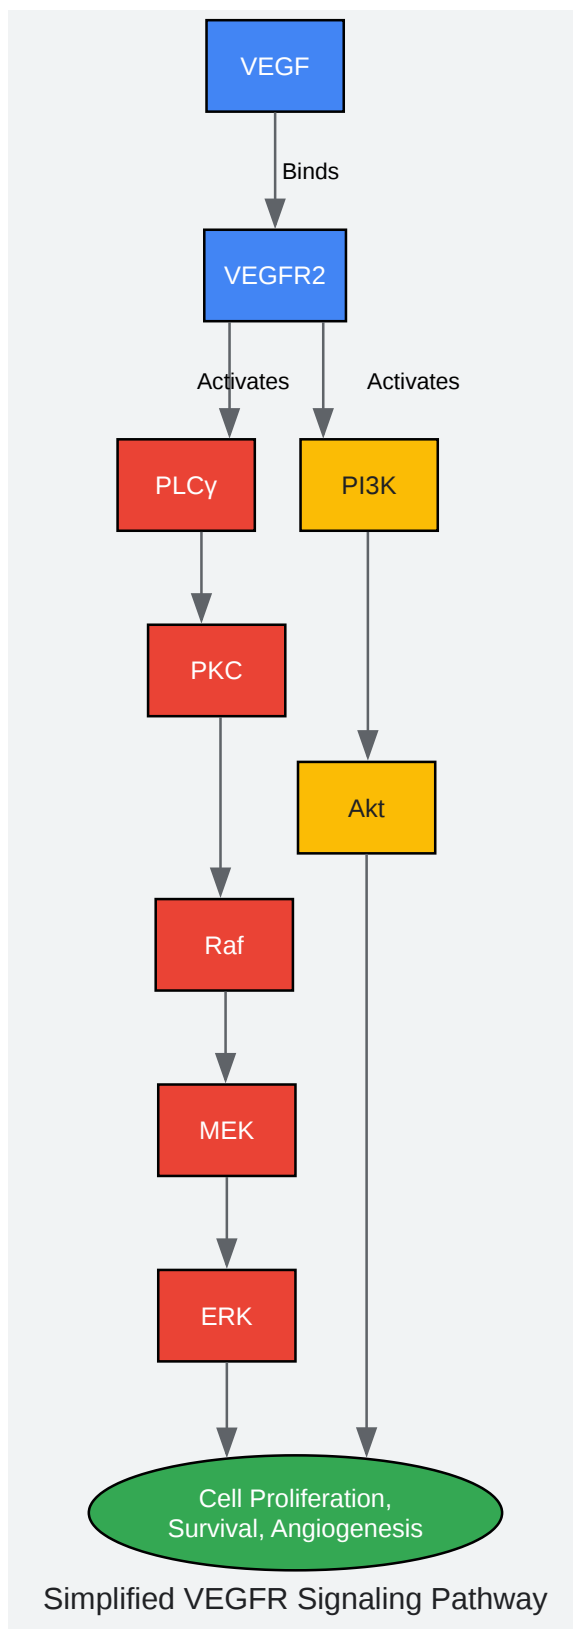 VEGF
Binds
VEGFR2
Activates
Activates
PLCγ
PI3K
PKC
Akt
Raf
MEK
ERK
Cell Proliferation,
Survival, Angiogenesis
Simplified VEGFR Signaling Pathway